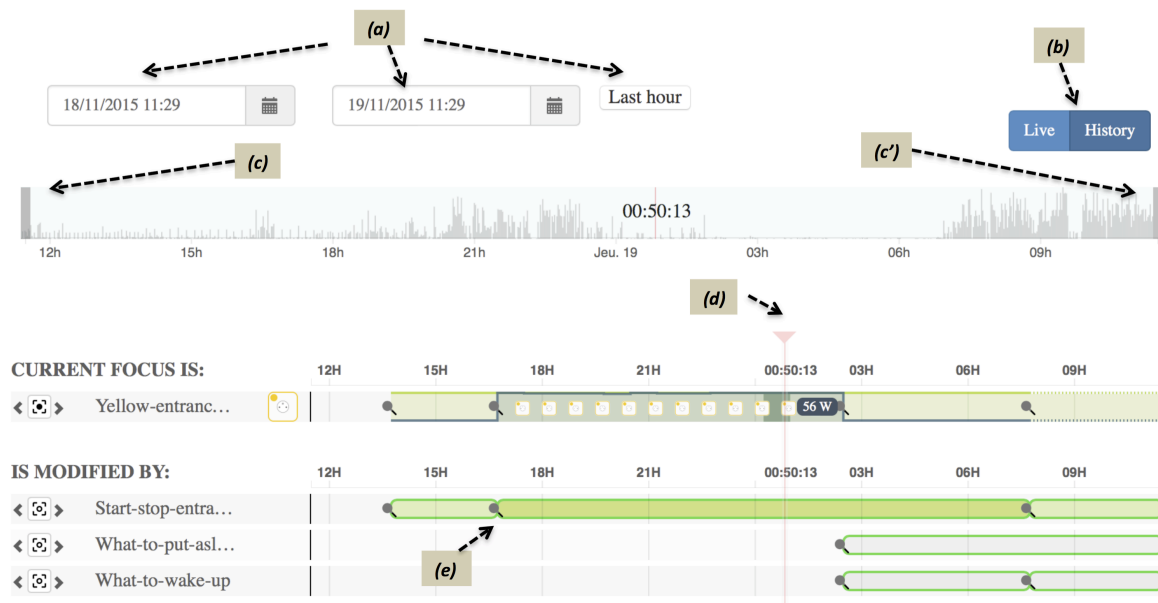 (a)
(b)
18/11/2015 11:29
19/11/2015 11:29
Last hour
Live
History
(c)
(c’)
00:50:13
12h 15h 18h 21h Jeu. 19 03h 06h 09h
(d)
CURRENT FOCUS IS: 12H 15H 18H 21H 00:50:13 03H 06H 09H
Yellow-entranc… 56 W
IS MODIFIED BY: 12H 15H 18H 21H 00:50:13 03H 06H 09H
Start-stop-entra…
What-to-put-asl…
(e)
What-to-wake-up